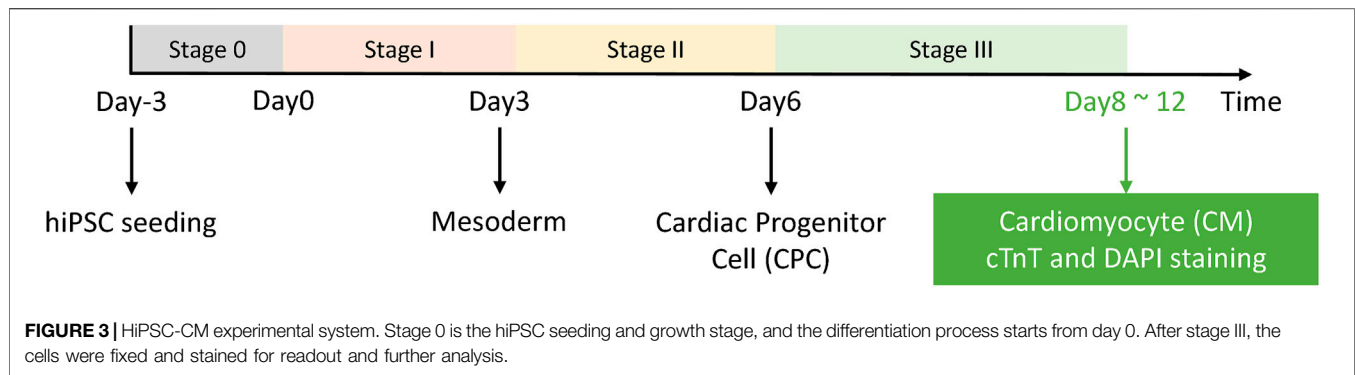 Stage 0 Stage I Stage II Stage III
Day-3 Day0 Day3 Day6 Day8 ~ 12 Time
hiPSC seeding Mesoderm Cardiac Progenitor Cardiomyocyte (CM)
Cell (CPC) cTnT and DAPI staining
FIGURE 3 | HiPSC-CM experimental system. Stage 0 is the hiPSC seeding and growth stage, and the differentiation process starts from day 0. After stage III, the
cells were fixed and stained for readout and further analysis.